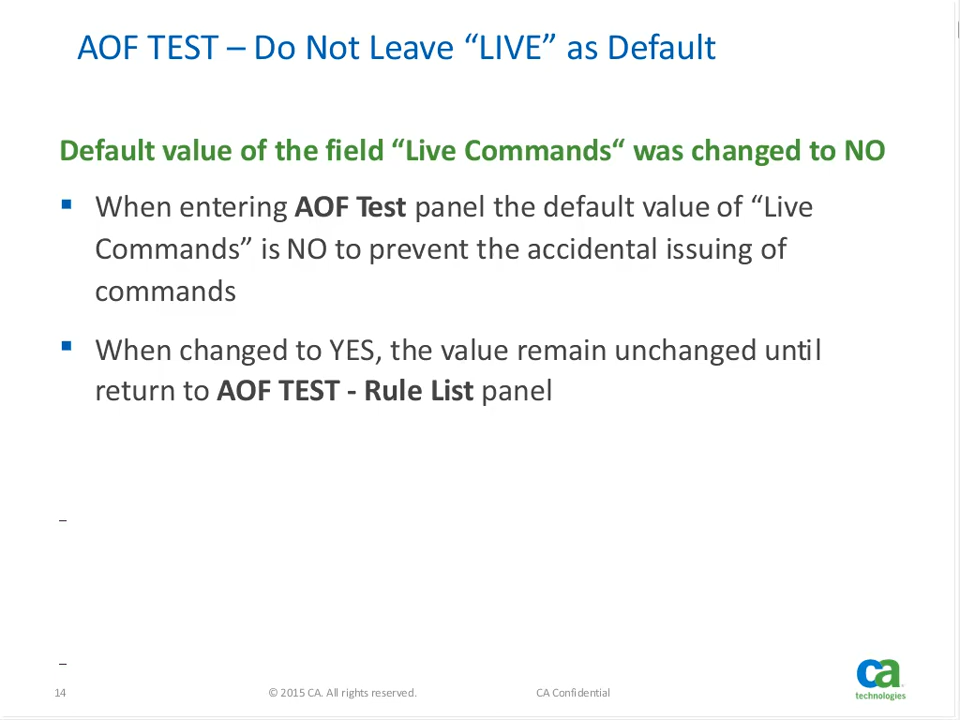 AOF TEST – Do Not Leave “LIVE” as Default
Default value of the field “Live Commands“ was changed to NO
▪ When entering AOF Test panel the default value of “Live
Commands” is NO to prevent the accidental issuing of
commands
▪ When changed to YES, the value remain unchanged until
return to AOF TEST - Rule List panel
–
–
14 © 2015 CA. All rights reserved. CA Confidential
ca
technologies